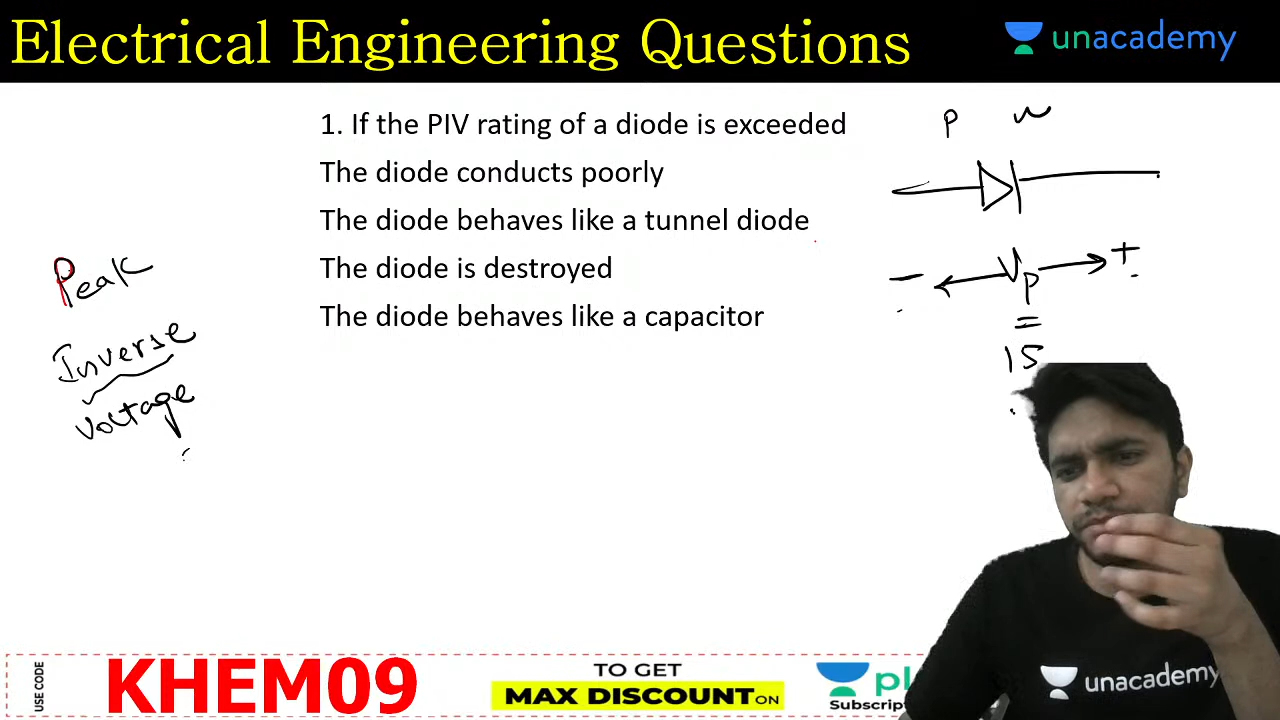 Electrical Engineering Questions
unacademy
1. If the PIV rating of a diode is exceeded
The diode conducts poorly
The diode behaves like a tunnel diode
The diode is destroyed
The diode behaves like a capacitor
Peak
Inverse
voltage
P N
- VP +
=
15
USE CODE
KHEM09
TO GET
MAX DISCOUNT ON
Subscript
unacademy